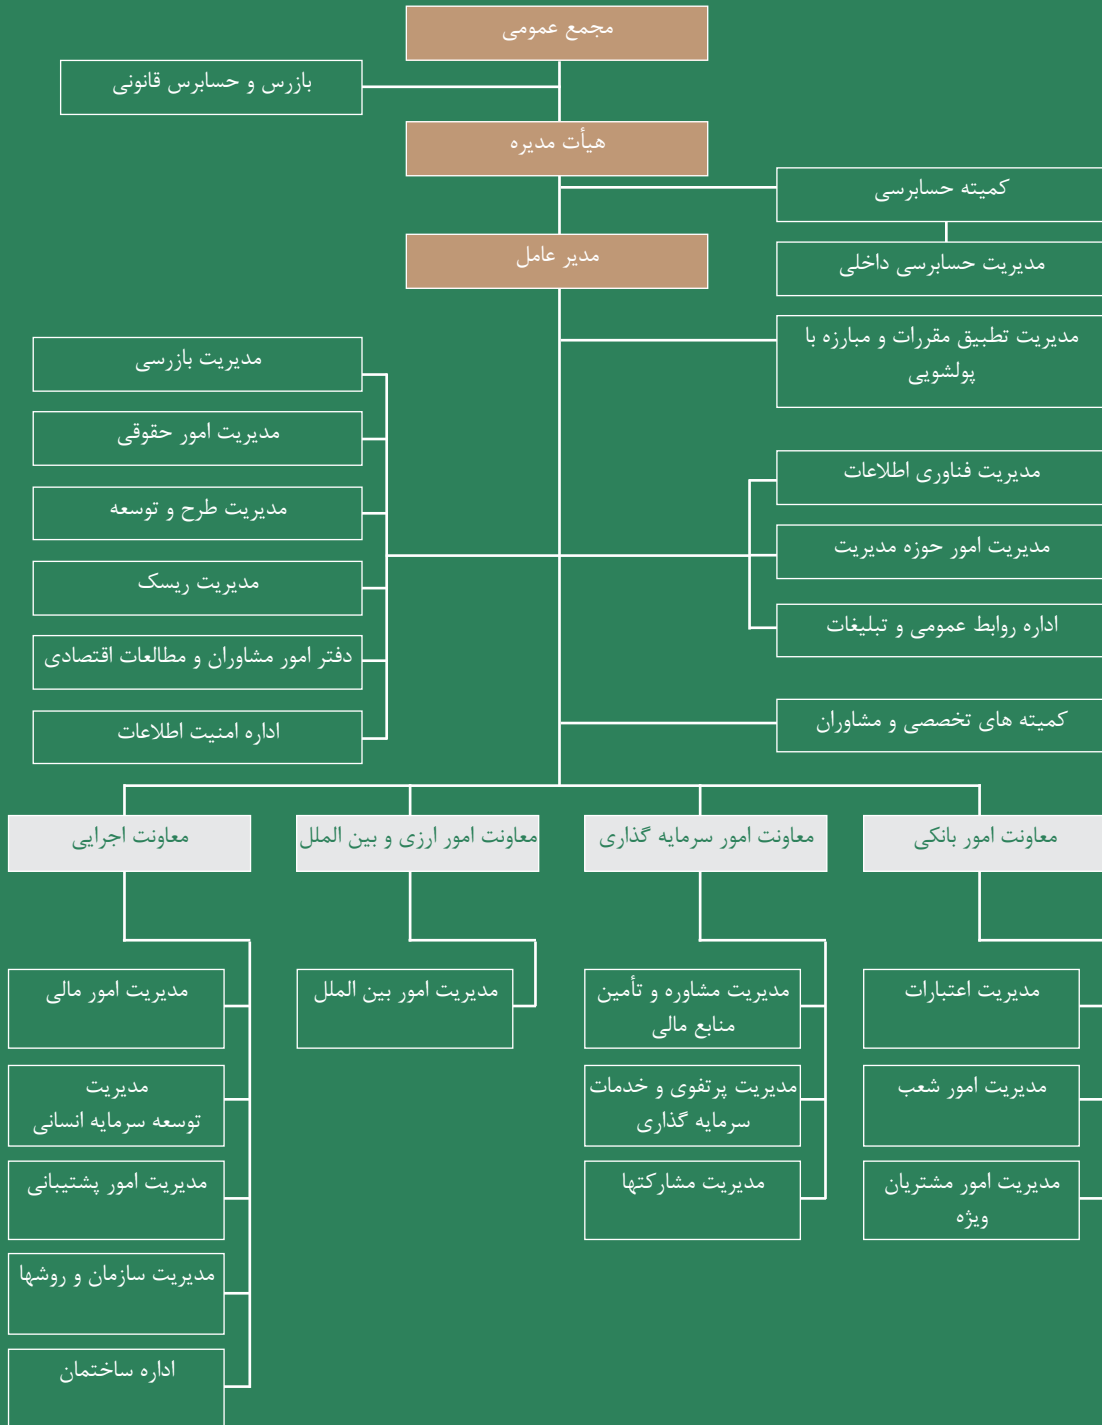 مجمع عمومی
بازرس و حسابرس قانونی
هیأت مدیره
کمیته حسابرسی
مدیر عامل
مدیریت حسابرسی داخلی
مدیریت تطبیق مقررات و مبارزه با
پولشویی
مدیریت بازرسی
مدیریت امور حقوقی
مدیریت طرح و توسعه
مدیریت ریسک
دفتر امور مشاوران و مطالعات اقتصادی
اداره امنیت اطلاعات
مدیریت فناوری اطلاعات
مدیریت امور حوزه مدیریت
اداره روابط عمومی و تبلیغات
کمیته های تخصصی و مشاوران
معاونت امور بانکی
معاونت امور سرمایه گذاری
معاونت امور ارزی و بین الملل
معاونت اجرایی
مدیریت اعتبارات
مدیریت امور شعب
مدیریت امور مشتریان
ویژه
مدیریت مشاوره و تأمین
منابع مالی
مدیریت پرتفوی و خدمات
سرمایه گذاری
مدیریت مشارکتها
مدیریت امور بین الملل
مدیریت امور مالی
مدیریت
توسعه سرمایه انسانی
مدیریت امور پشتیبانی
مدیریت سازمان و روشها
اداره ساختمان